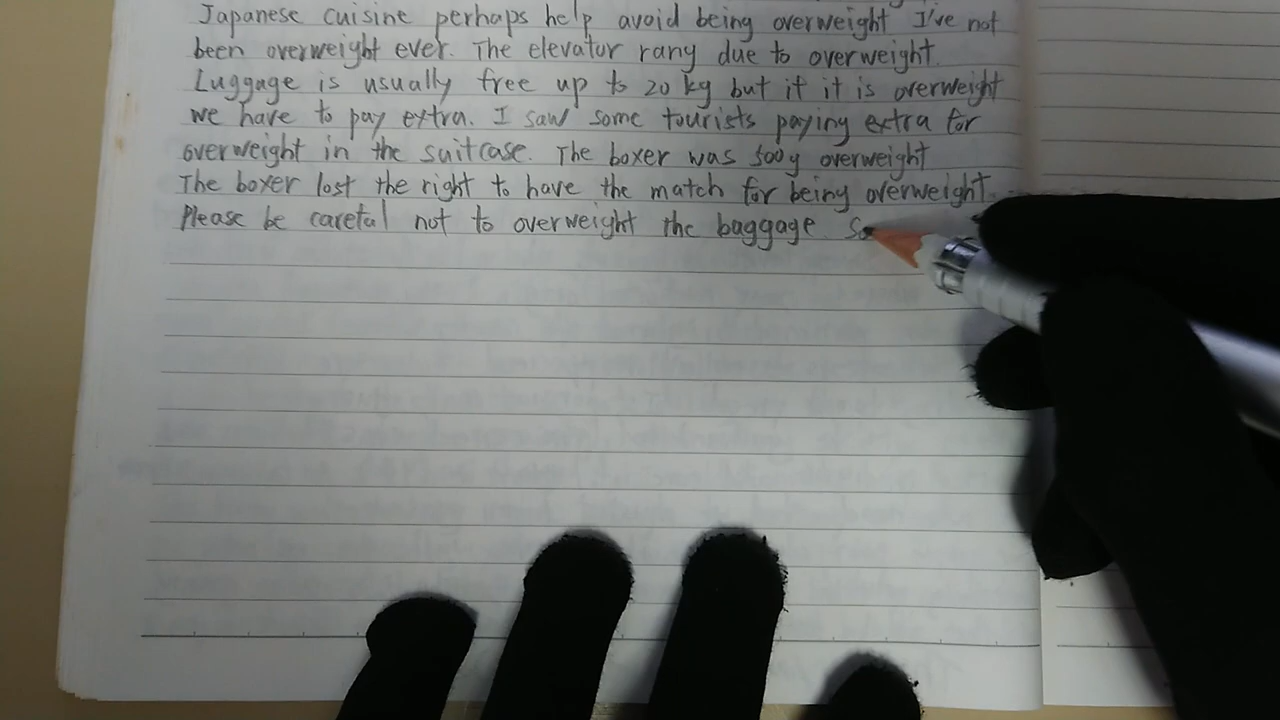 Japanese cuisine perhaps help avoid being overweight I've not
been overweight ever. The elevator rang due to overweight.
Luggage is usually free up to 20 kg but if it is overweight
we have to pay extra. I saw some tourists paying extra for
overweight in the suitcase. The boxer was 500g overweight
The boxer lost the right to have the match for being overweight.
Please be careful not to overweight the baggage. So